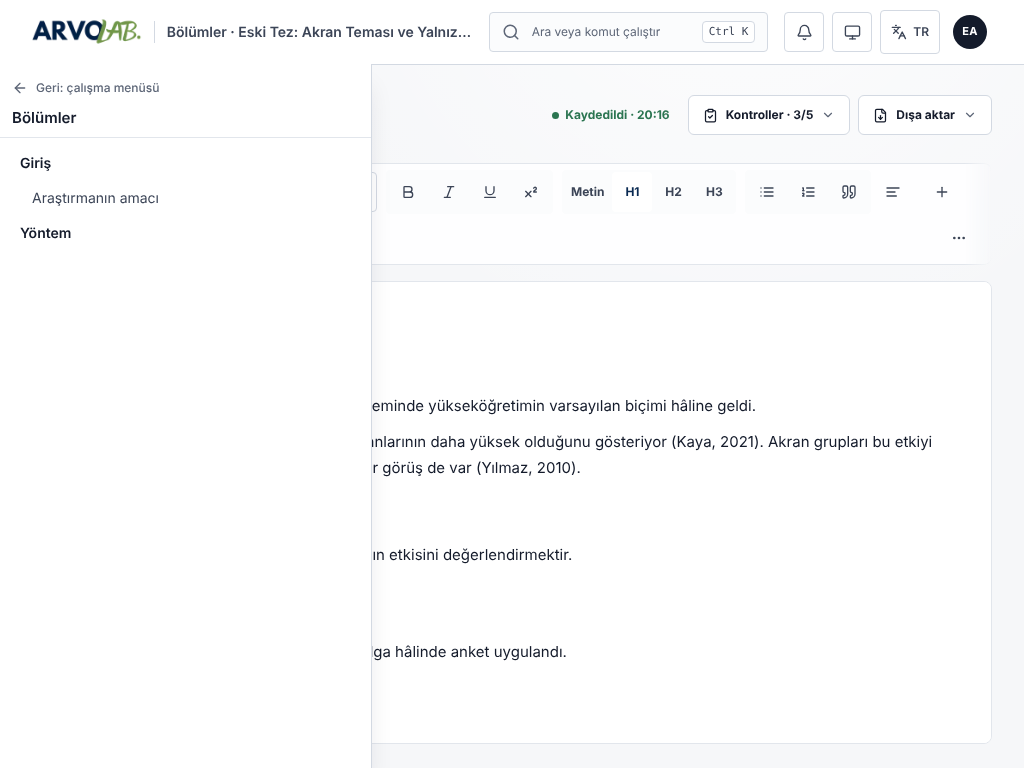 ARVOLAB.
Bölümler · Eski Tez: Akran Teması ve Yalnız...
Ara veya komut çalıştır
Ctrl K
TR
EA
Geri: çalışma menüsü
Bölümler
Giriş
Araştırmanın amacı
Yöntem
Kaydedildi · 20:16
Kontroller · 3/5
Dışa aktar
B I U x² Metin H1 H2 H3
...
eminde yükseköğretimin varsayılan biçimi hâline geldi.
anlarının daha yüksek olduğunu gösteriyor (Kaya, 2021). Akran grupları bu etkiyi
r görüş de var (Yılmaz, 2010).
ın etkisini değerlendirmektir.
lga hâlinde anket uygulandı.